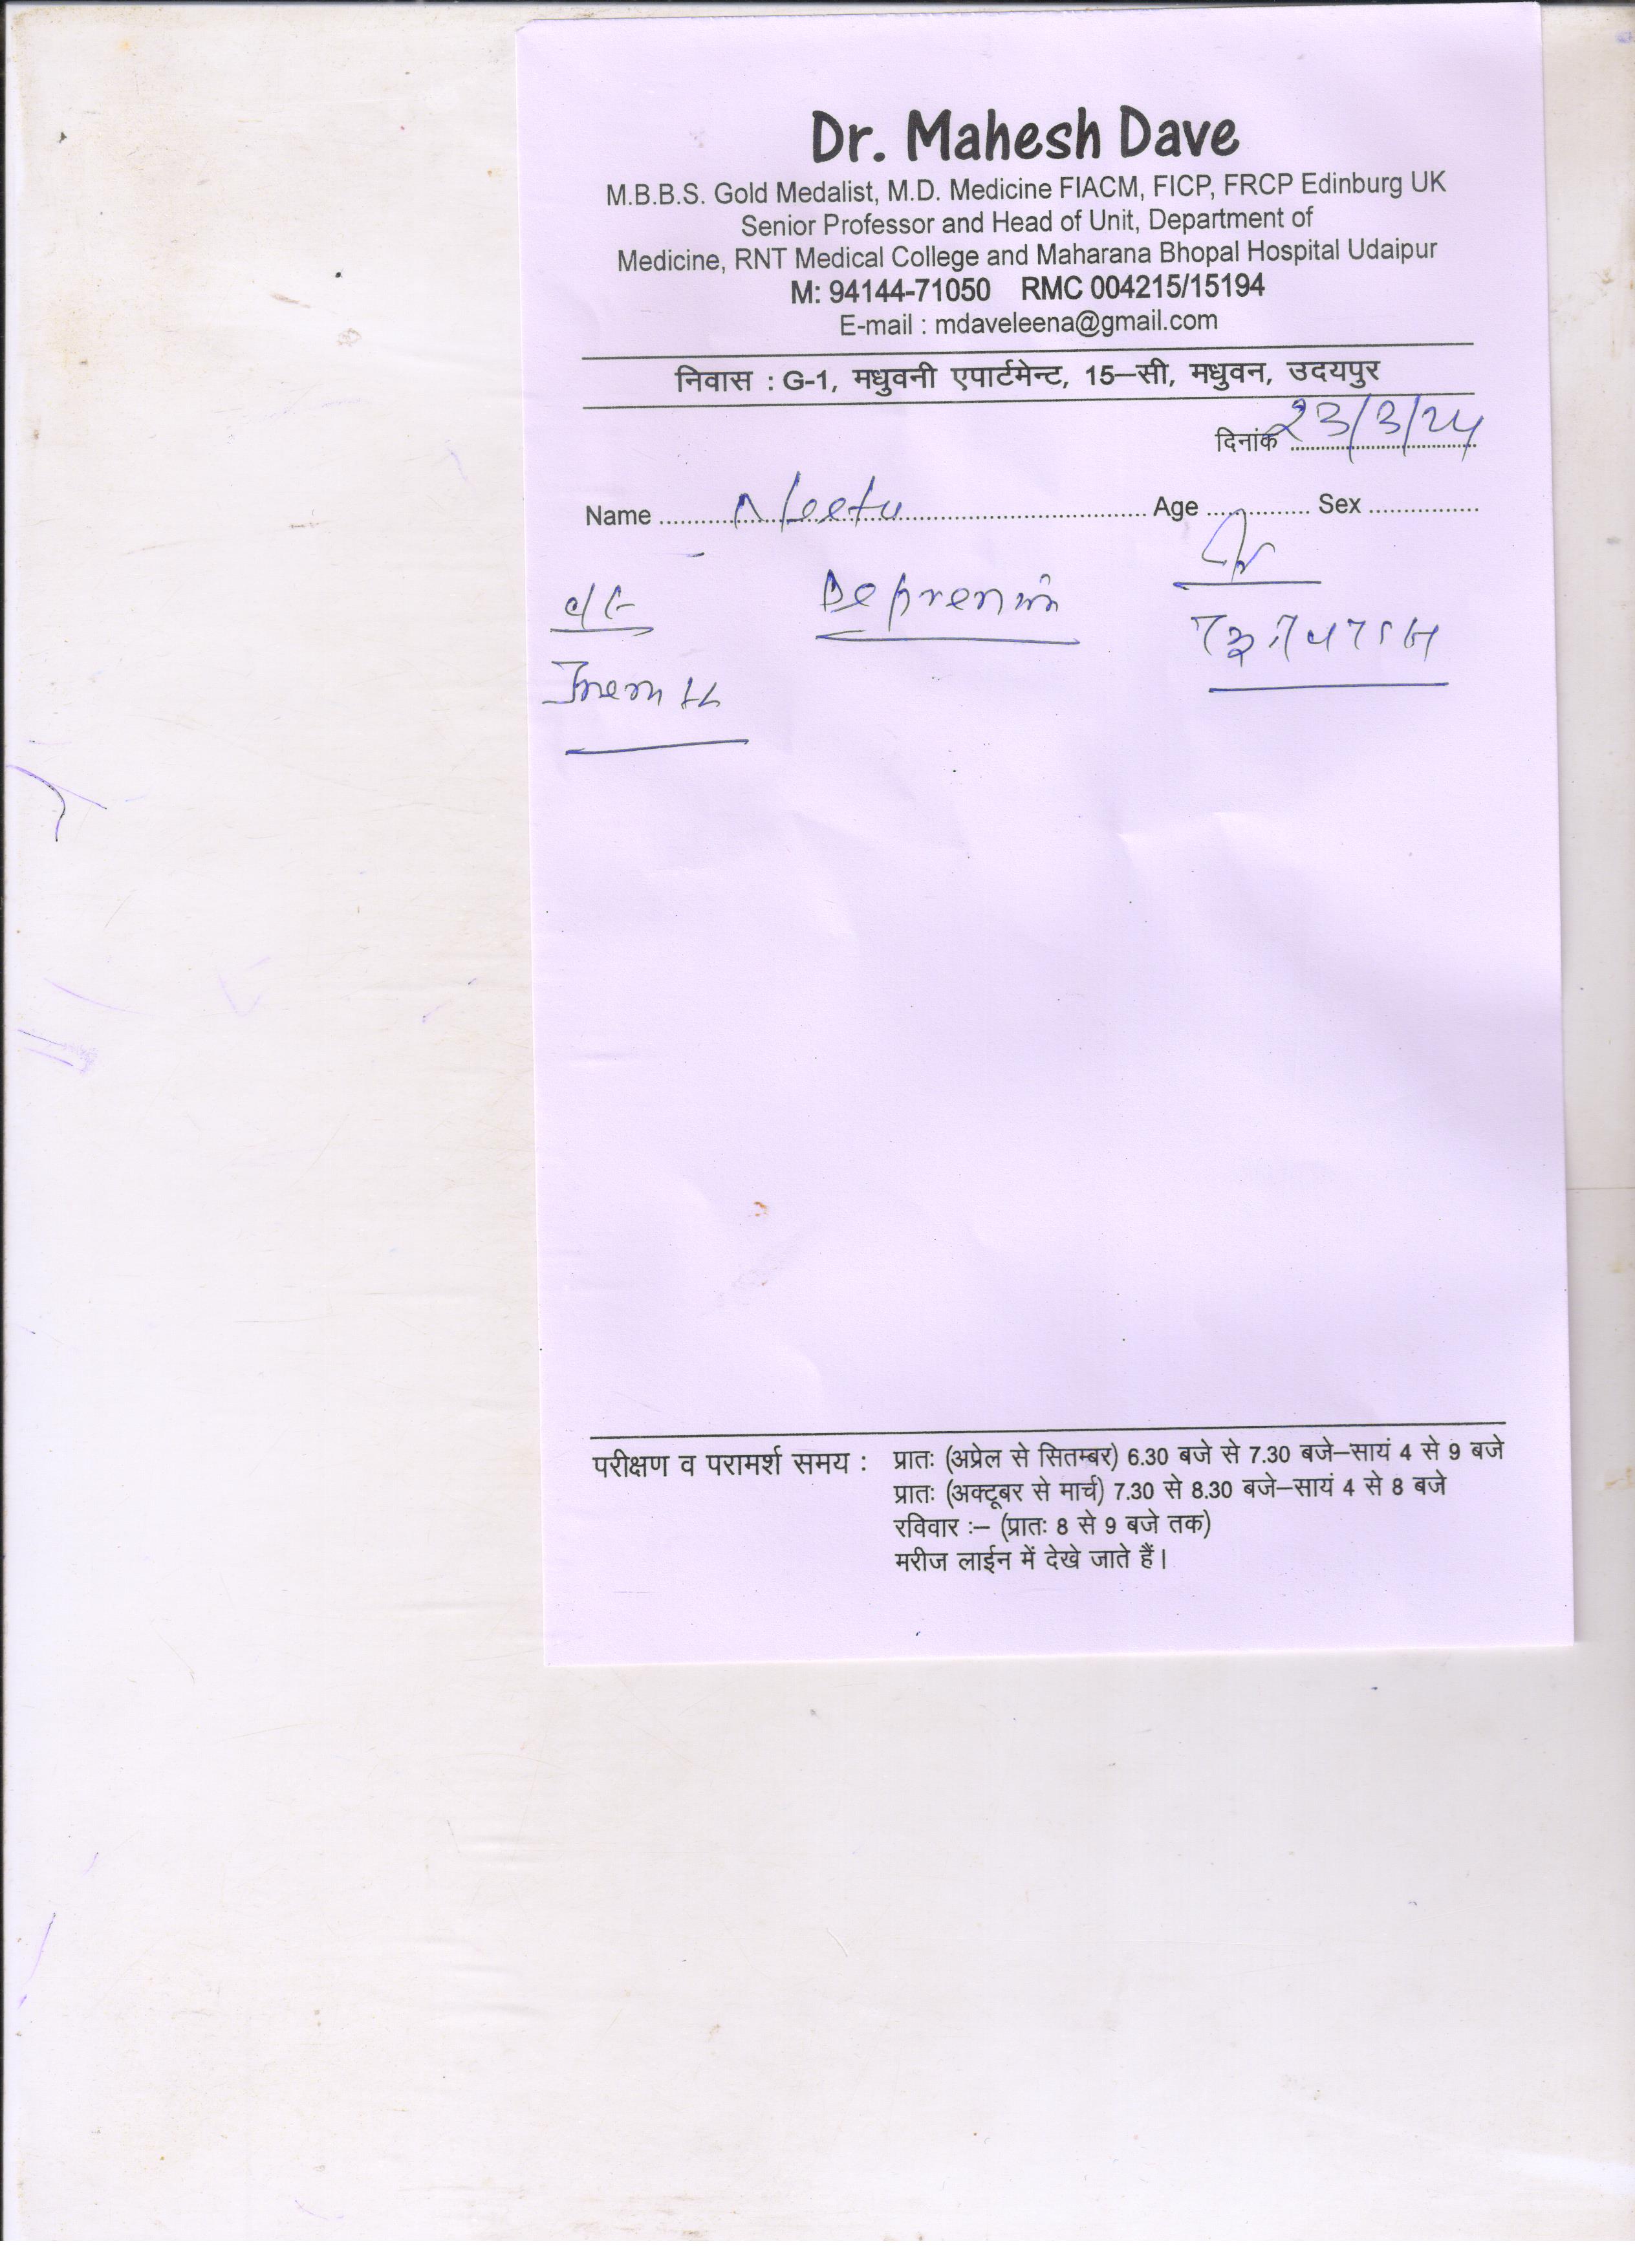 Dr. Mahesh Dave
M.B.B.S. Gold Medalist, M.D. Medicine FIACM, FICP, FRCP Edinburg UK
Senior Professor and Head of Unit, Department of
Medicine, RNT Medical College and Maharana Bhopal Hospital Udaipur
M: 94144-71050 RMC 004215/15194
E-mail : mdaveleena@gmail.com
निवास : G-1, मधुवनी एपार्टमेन्ट, 15–सी, मधुवन, उदयपुर
दिनांक 23/3/24
Name Neetu Age Sex
परीक्षण व परामर्श समय : प्रातः (अप्रेल से सितम्बर) 6.30 बजे से 7.30 बजे–सायं 4 से 9 बजे
प्रातः (अक्टूबर से मार्च) 7.30 से 8.30 बजे–सायं 4 से 8 बजे
रविवार :– (प्रातः 8 से 9 बजे तक)
मरीज लाईन में देखे जाते हैं।